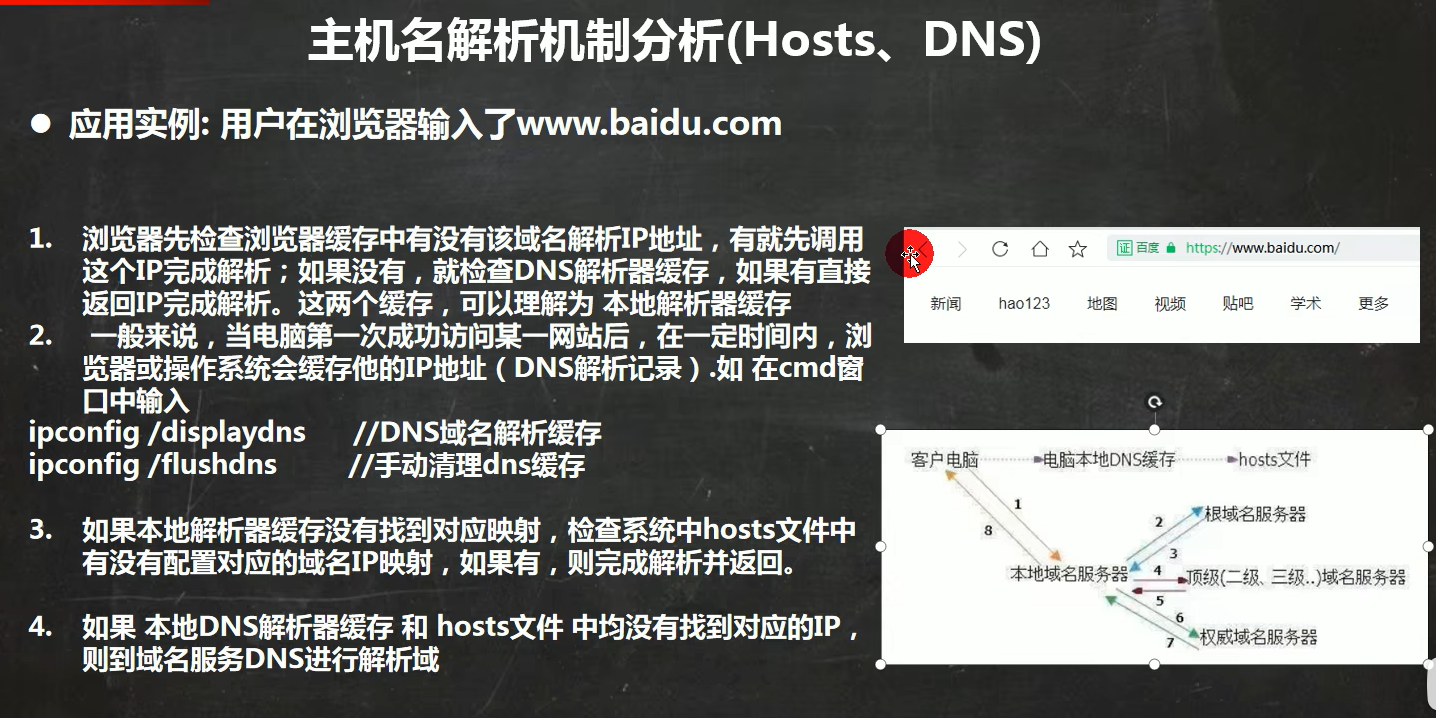 主机名解析机制分析(Hosts、DNS)
● 应用实例: 用户在浏览器输入了www.baidu.com
1. 浏览器先检查浏览器缓存中有没有该域名解析IP地址，有就先调用
这个IP完成解析；如果没有，就检查DNS解析器缓存，如果有直接
返回IP完成解析。这两个缓存，可以理解为 本地解析器缓存
2. 一般来说，当电脑第一次成功访问某一网站后，在一定时间内，浏
览器或操作系统会缓存他的IP地址（DNS解析记录）.如 在cmd窗
口中输入
ipconfig /displaydns //DNS域名解析缓存
ipconfig /flushdns //手动清理dns缓存
3. 如果本地解析器缓存没有找到对应映射，检查系统中hosts文件中
有没有配置对应的域名IP映射，如果有，则完成解析并返回。
4. 如果 本地DNS解析器缓存 和 hosts文件 中均没有找到对应的IP，
则到域名服务DNS进行解析域
证 百度 https://www.baidu.com/
新闻 hao123 地图 视频 贴吧 学术 更多
客户电脑 电脑本地DNS缓存 hosts文件
1
2 根域名服务器
8
3
本地域名服务器 4 顶级(二级、三级..)域名服务器
5
6
7 权威域名服务器